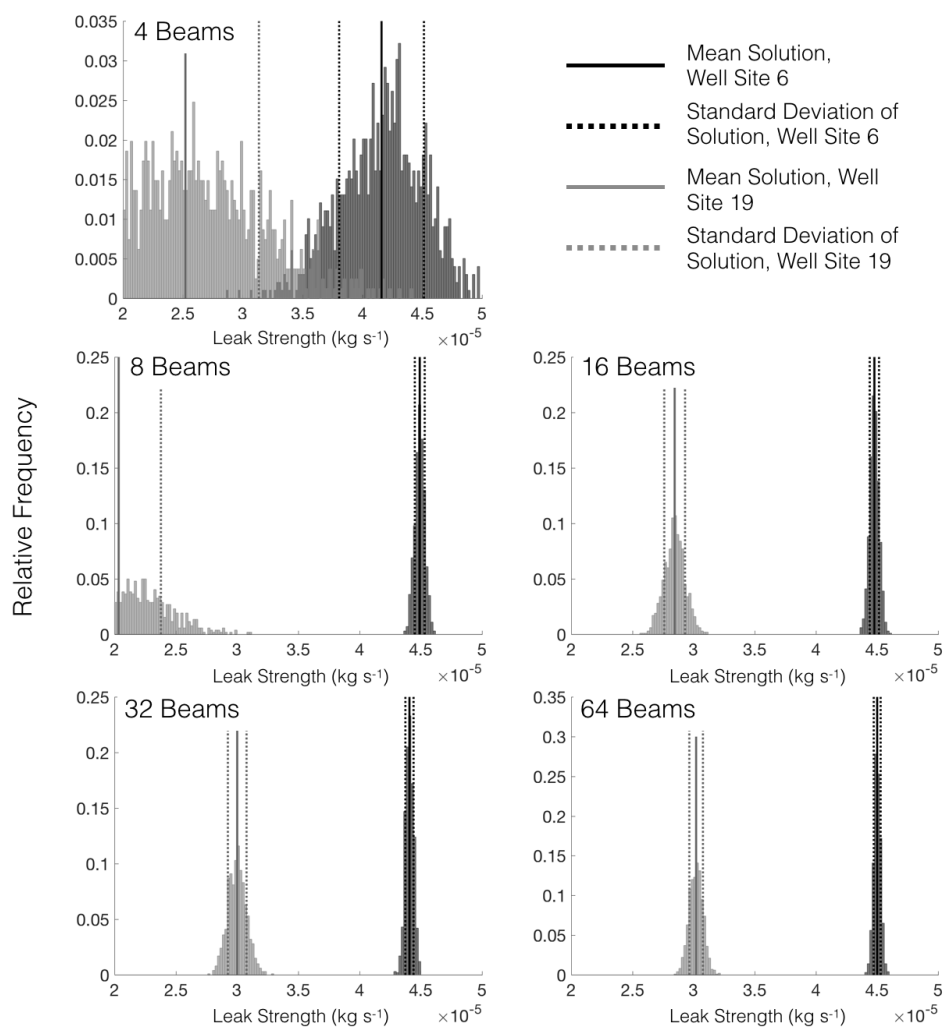 4 Beams
0.035
0.03
0.025
0.02
0.015
0.01
0.005
0
2 2.5 3 3.5 4 4.5 5
Leak Strength (kg s-1) ×10-5
Mean Solution,
Well Site 6
Standard Deviation of
Solution, Well Site 6
Mean Solution, Well
Site 19
Standard Deviation of
Solution, Well Site 19
Relative Frequency
8 Beams
0.25
0.2
0.15
0.1
0.05
0
2 2.5 3 3.5 4 4.5 5
Leak Strength (kg s-1) ×10-5
16 Beams
0.25
0.2
0.15
0.1
0.05
0
2 2.5 3 3.5 4 4.5 5
Leak Strength (kg s-1) ×10-5
32 Beams
0.25
0.2
0.15
0.1
0.05
0
2 2.5 3 3.5 4 4.5 5
Leak Strength (kg s-1) ×10-5
64 Beams
0.35
0.3
0.25
0.2
0.15
0.1
0.05
0
2 2.5 3 3.5 4 4.5 5
Leak Strength (kg s-1) ×10-5